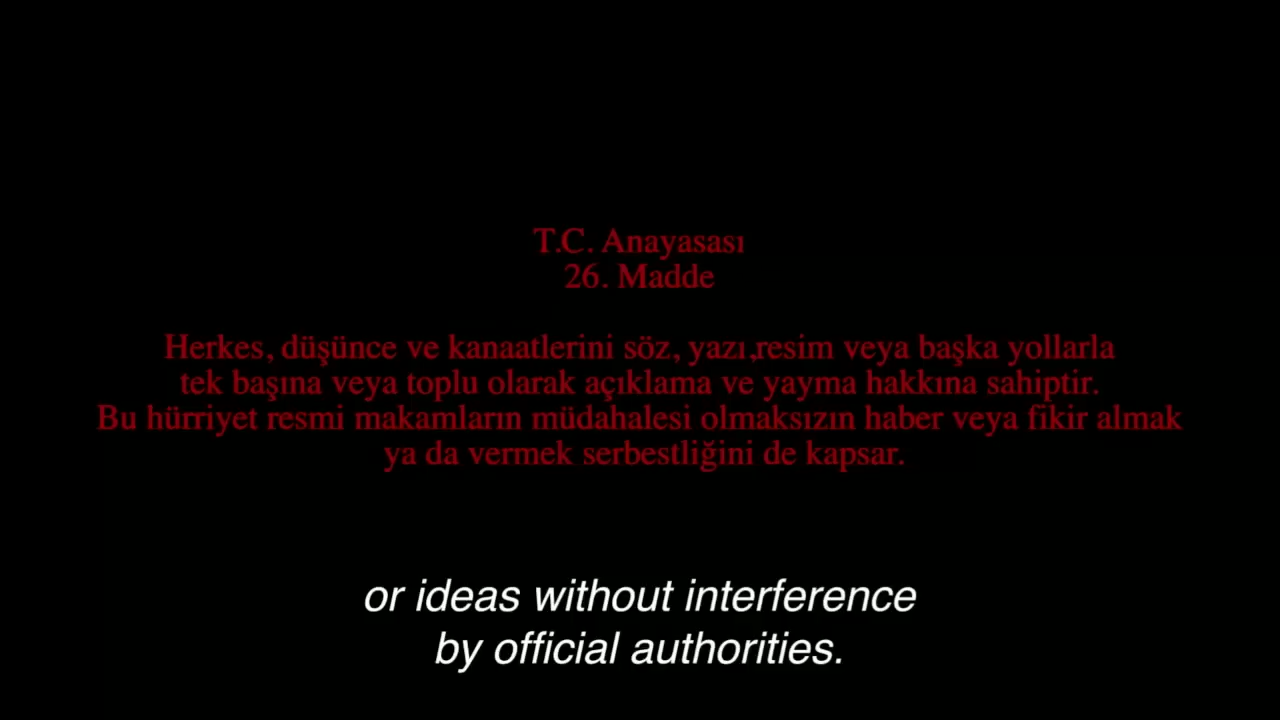 T.C. Anayasası
26. Madde
Herkes, düşünce ve kanaatlerini söz, yazı,resim veya başka yollarla
tek başına veya toplu olarak açıklama ve yayma hakkına sahiptir.
Bu hürriyet resmi makamların müdahalesi olmaksızın haber veya fikir almak
ya da vermek serbestliğini de kapsar.
or ideas without interference
by official authorities.